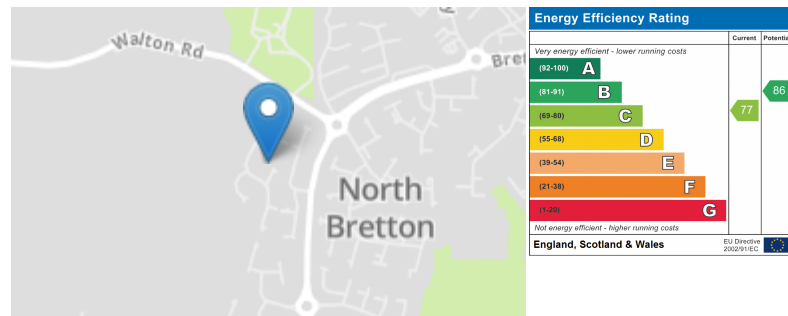 Walton Rd
Bret
North
Bretton
Energy Efficiency Rating
Current Potentia
Very energy efficient - lower running costs
(92-100) A
(81-91) B
86
(69-80) C
77
(55-68) D
(39-54) E
(21-38) F
(1-20) G
Not energy efficient - higher running costs
England, Scotland & Wales
EU Directive
2002/91/EC